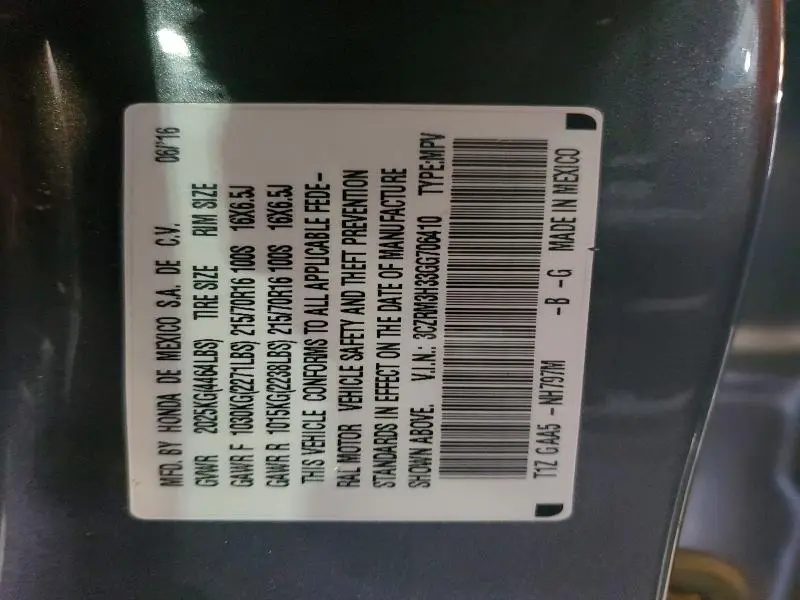 MFD. BY HONDA DE MEXICO S.A. DE C.V. 06/'16
GVWR 2025KG(4464LBS) TIRE SIZE RIM SIZE
GAWR F 1030KG(2271LBS) 215/70R16 100S 16X6.5J
GAWR R 1015KG(2238LBS) 215/70R16 100S 16X6.5J
THIS VEHICLE CONFORMS TO ALL APPLICABLE FEDE-
RAL MOTOR VEHICLE SAFETY AND THEFT PREVENTION
STANDARDS IN EFFECT ON THE DATE OF MANUFACTURE
SHOWN ABOVE. V.I.N.: 3CZRM3H33GG706410 TYPE:MPV
T1Z GAA5 -NH797M -B -G MADE IN MEXICO